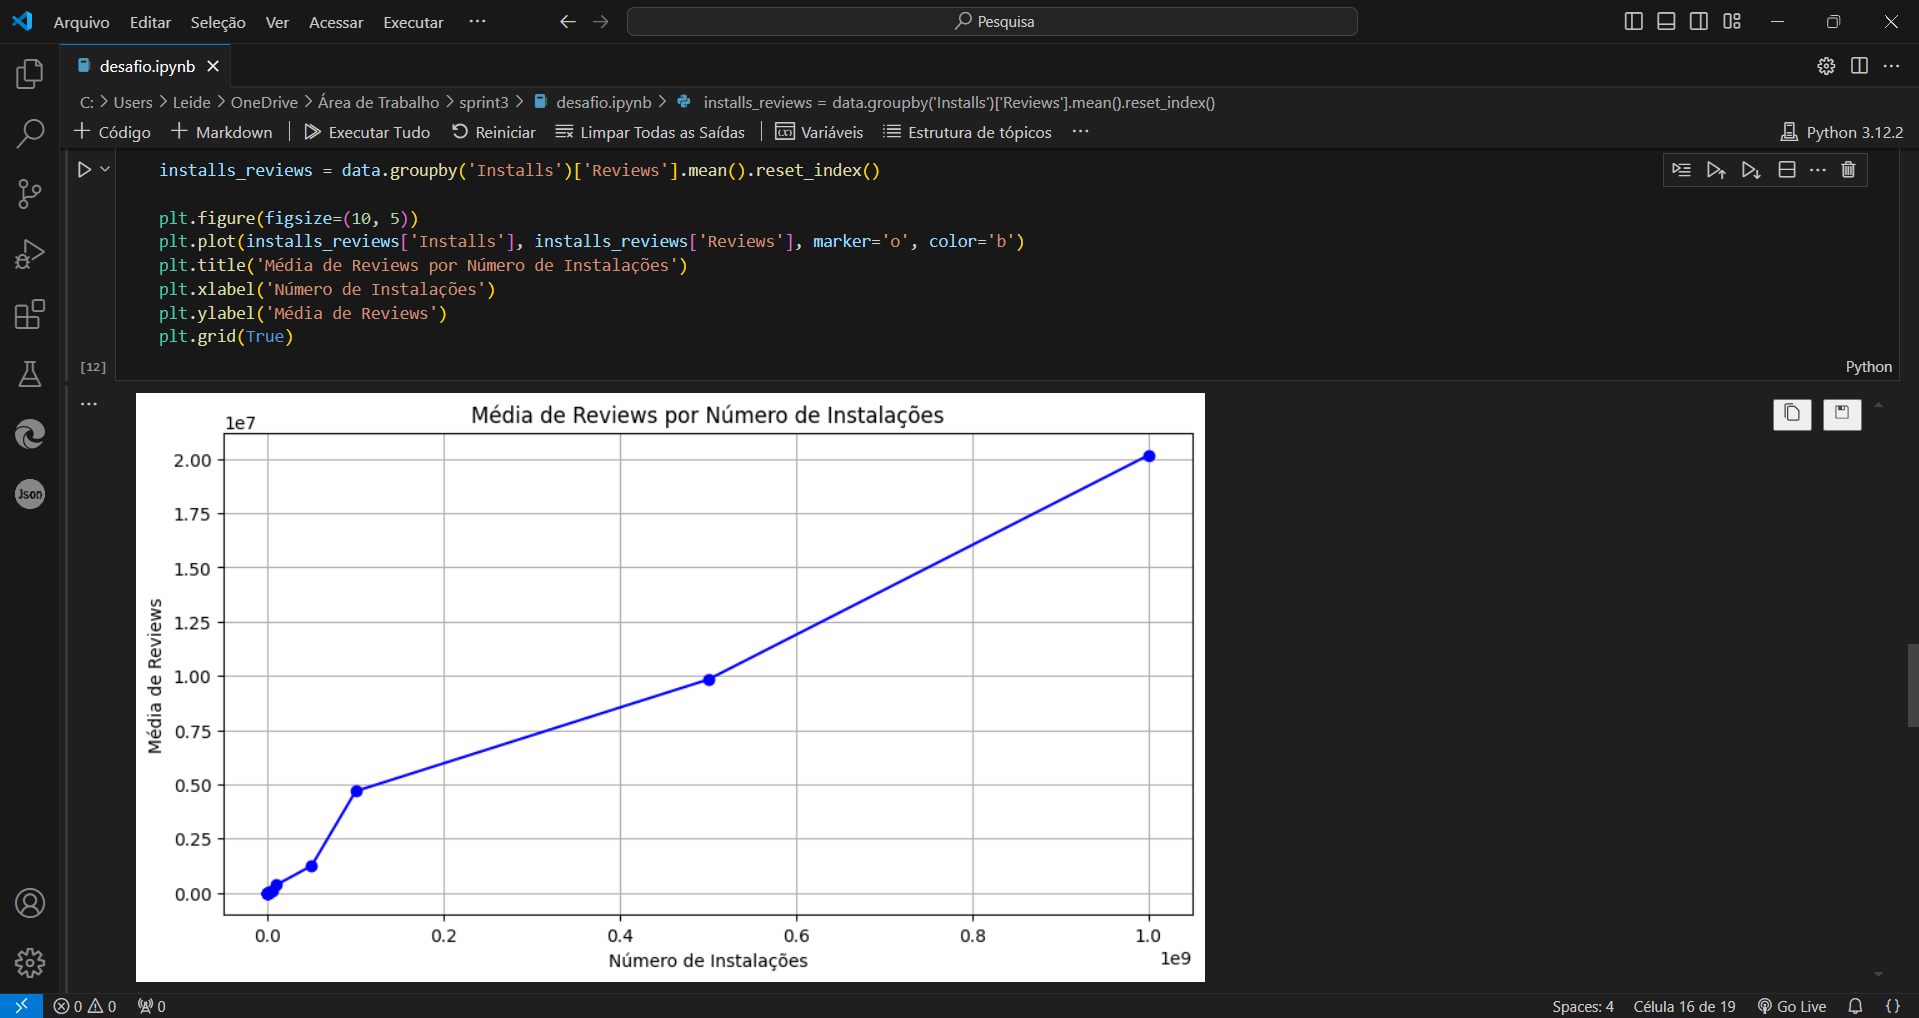 Arquivo Editar Seleção Ver Acessar Executar ··· Pesquisa
desafio.ipynb
C: > Users > Leide > OneDrive > Área de Trabalho > sprint3 > desafio.ipynb > installs_reviews = data.groupby('Installs')['Reviews'].mean().reset_index()
+ Código + Markdown | Executar Tudo Reiniciar Limpar Todas as Saídas | Variáveis Estrutura de tópicos ··· Python 3.12.2
installs_reviews = data.groupby('Installs')['Reviews'].mean().reset_index()
plt.figure(figsize=(10, 5))
plt.plot(installs_reviews['Installs'], installs_reviews['Reviews'], marker='o', color='b')
plt.title('Média de Reviews por Número de Instalações')
plt.xlabel('Número de Instalações')
plt.ylabel('Média de Reviews')
plt.grid(True)
[12]
Python
Json
1e7
Média de Reviews por Número de Instalações
2.00
1.75
1.50
1.25
1.00
0.75
0.50
0.25
0.00
Média de Reviews
0.0 0.2 0.4 0.6 0.8 1.0
Número de Instalações
1e9
0 0 0 Spaces: 4 Célula 16 de 19 Go Live {}